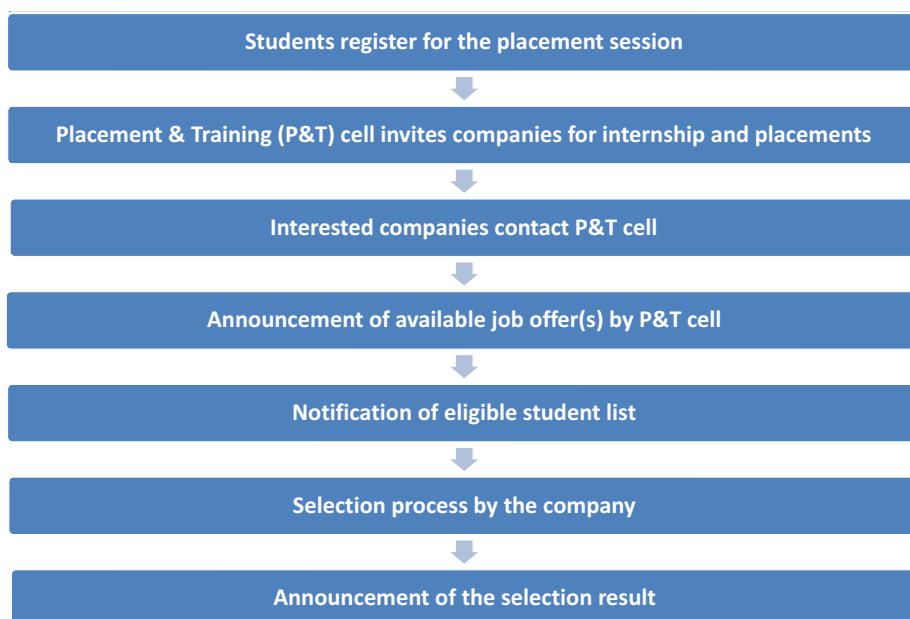 Students register for the placement session
Placement & Training (P&T) cell invites companies for internship and placements
Interested companies contact P&T cell
Announcement of available job offer(s) by P&T cell
Notification of eligible student list
Selection process by the company
Announcement of the selection result